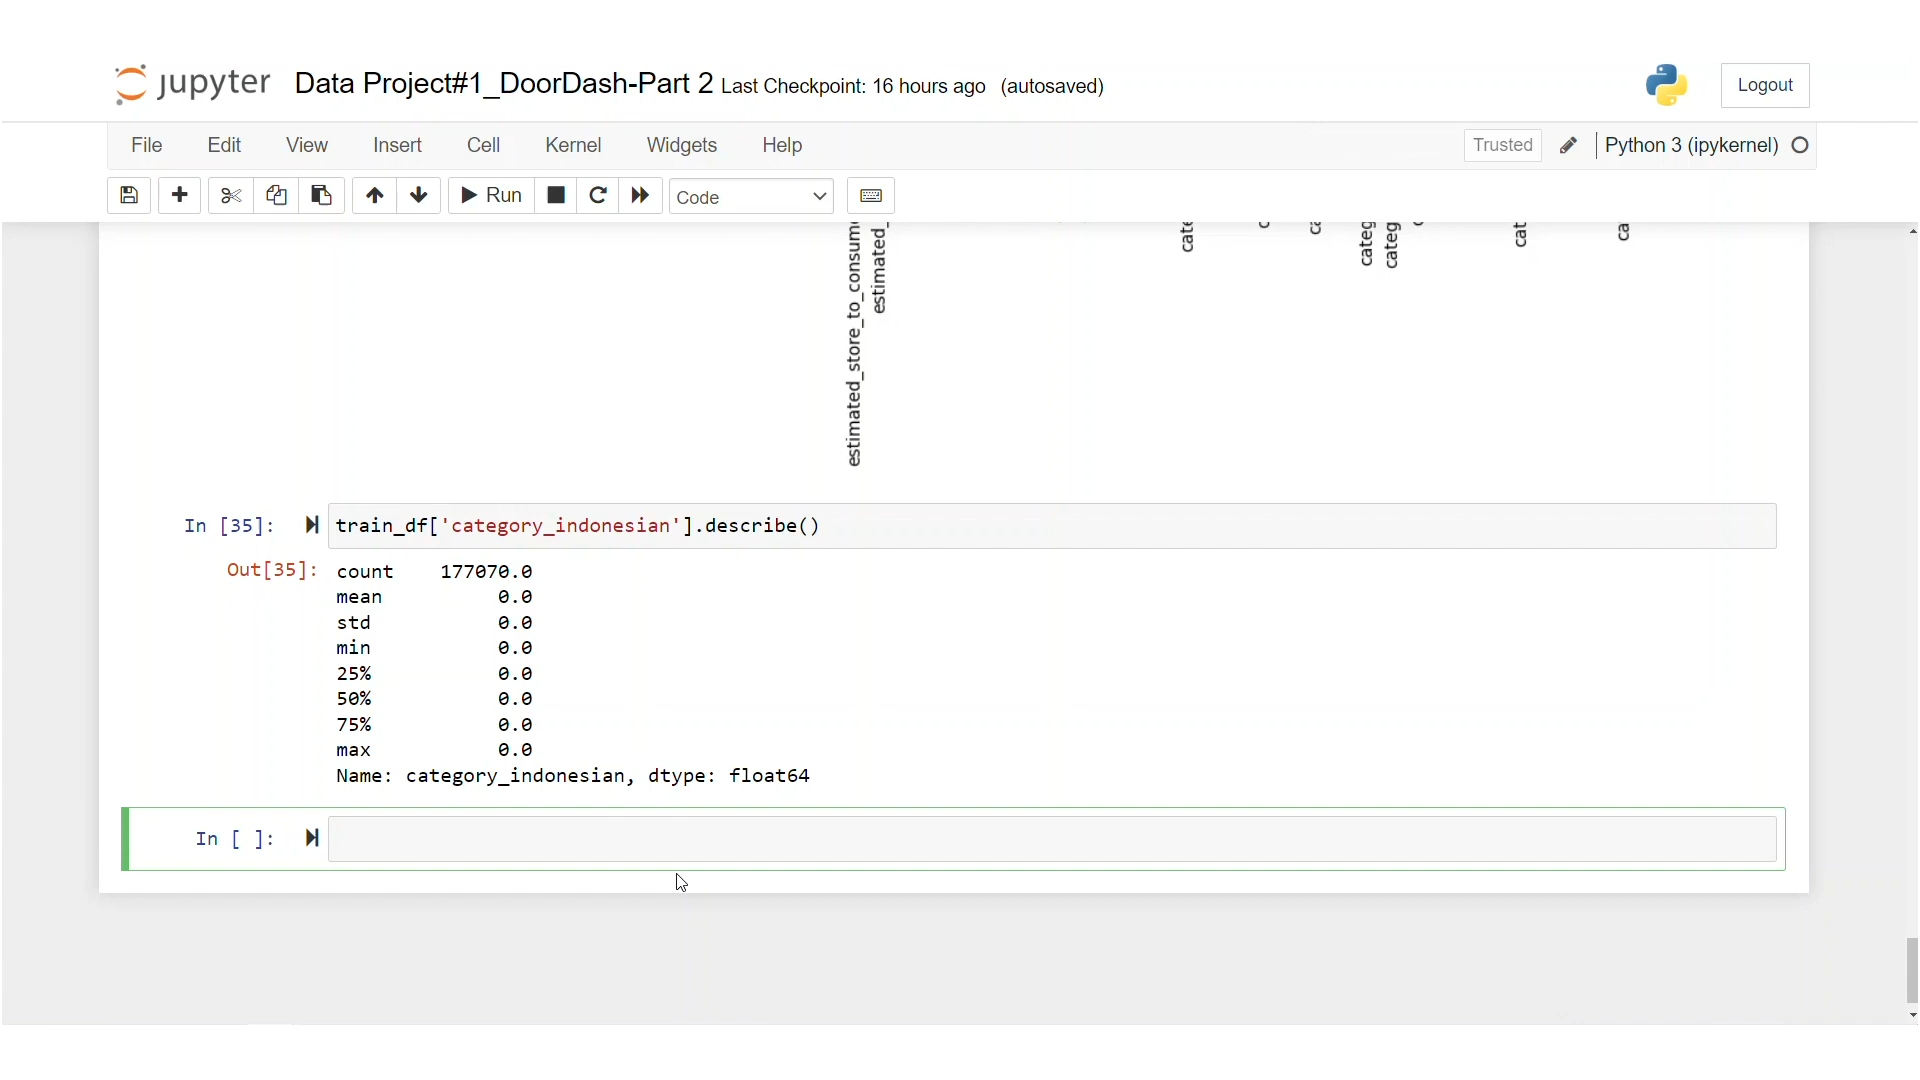 jupyter Data Project#1_DoorDash-Part 2 Last Checkpoint: 16 hours ago (autosaved) Logout
File Edit View Insert Cell Kernel Widgets Help Trusted Python 3 (ipykernel)
Run Code
estimated_store_to_consume
estimated_
cate
c
ca
categ
categ
cat
ca
In [35]: train_df['category_indonesian'].describe()
Out[35]: count 177070.0
mean 0.0
std 0.0
min 0.0
25% 0.0
50% 0.0
75% 0.0
max 0.0
Name: category_indonesian, dtype: float64
In [ ]: